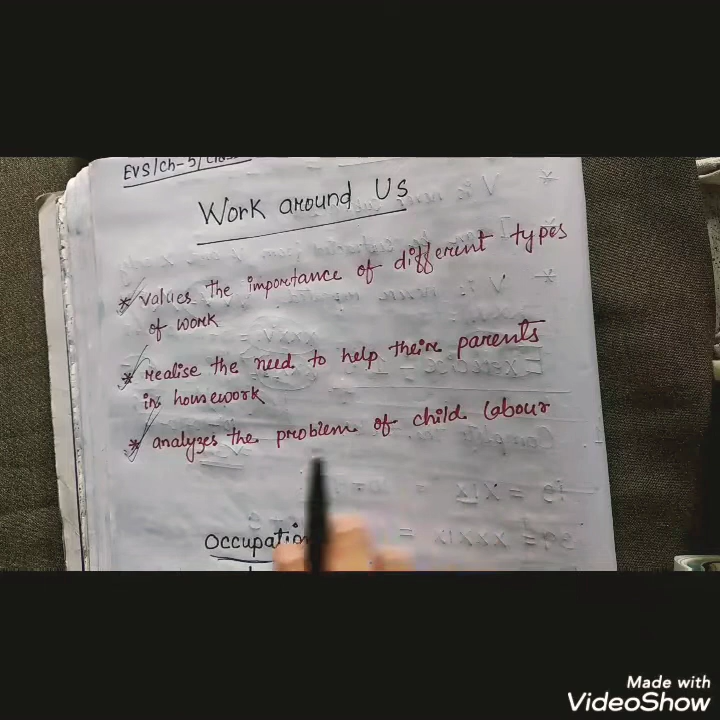 EVS/Ch-5/
Work around Us
* values the importance of different types
of work
* realise the need to help their parents
in housework
* analyzes the problem of child labour
Occupation
Made with
VideoShow